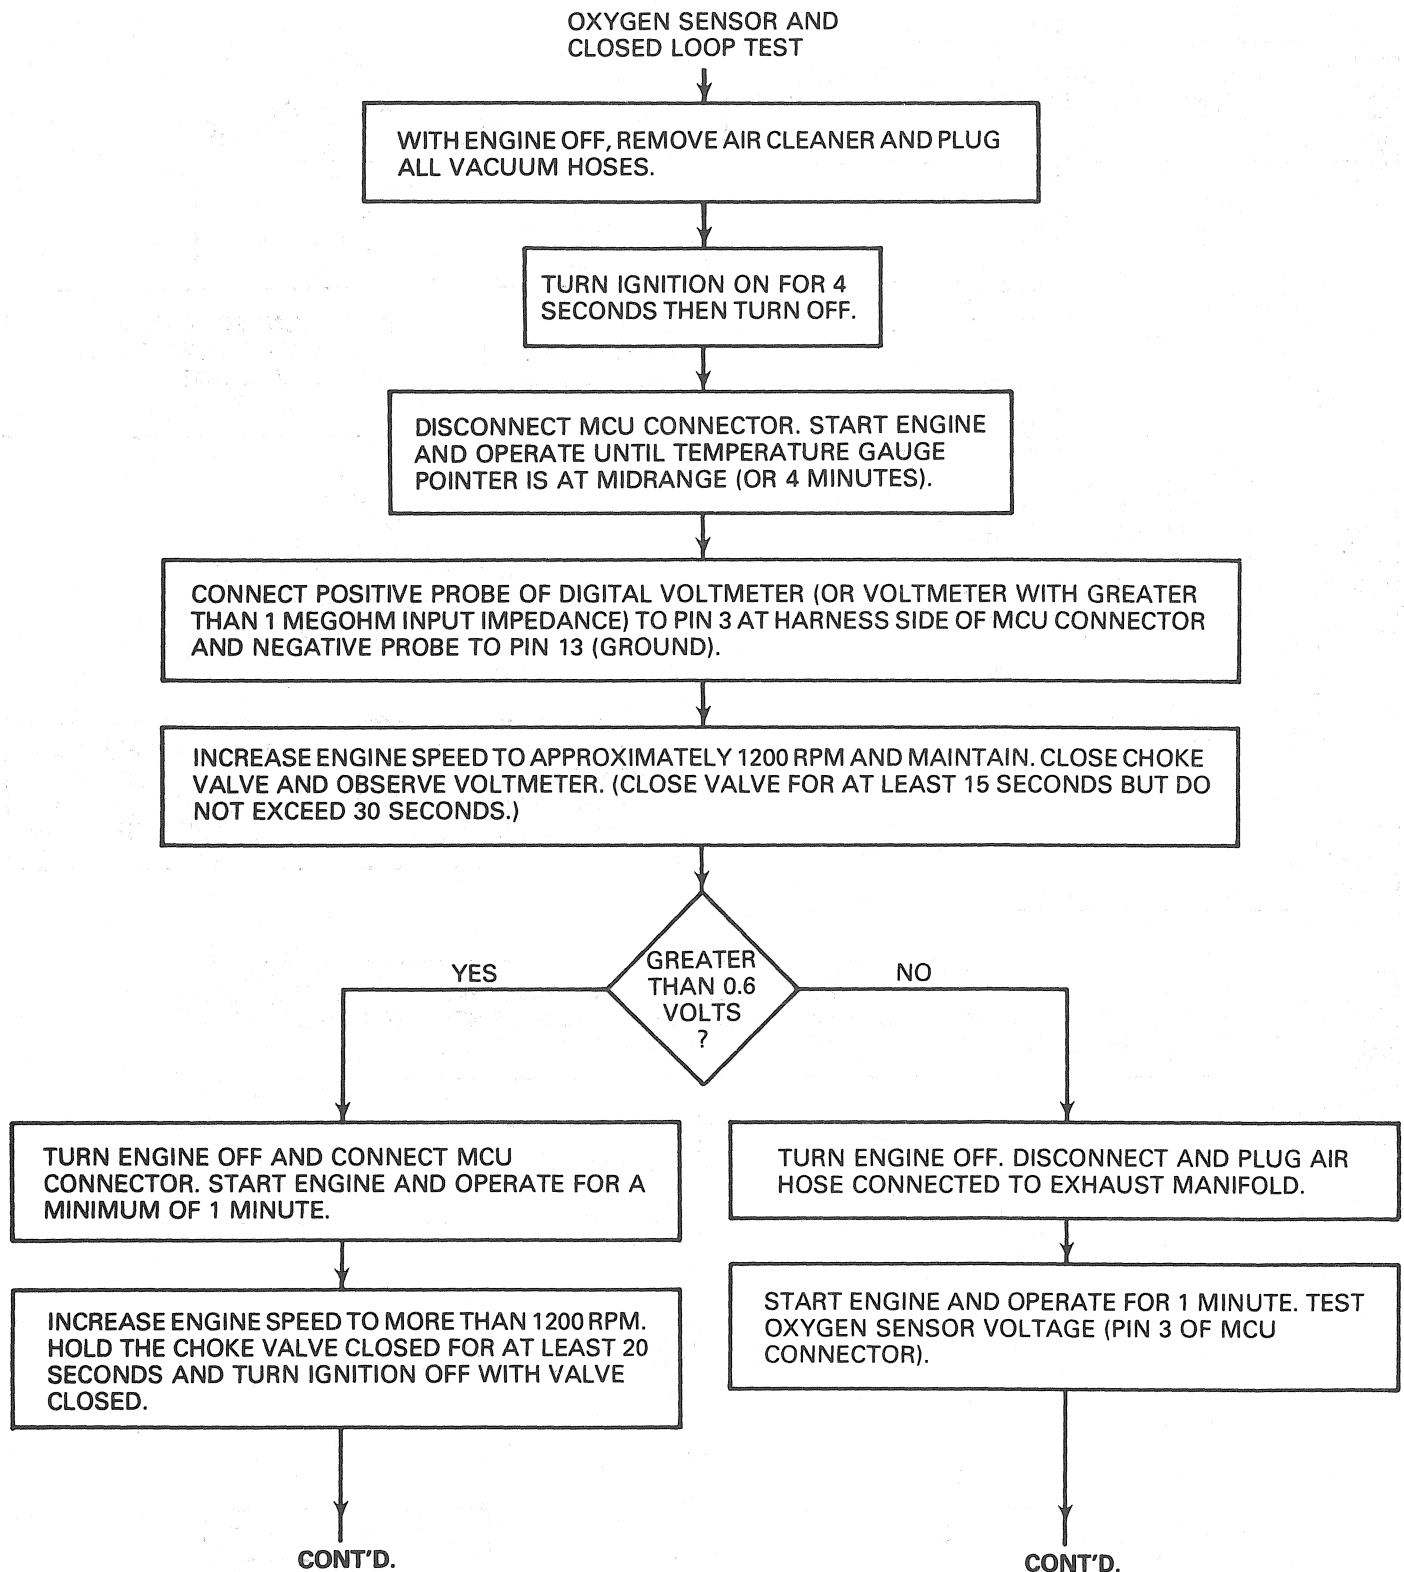 OXYGEN SENSOR AND
CLOSED LOOP TEST
WITH ENGINE OFF, REMOVE AIR CLEANER AND PLUG
ALL VACUUM HOSES.
TURN IGNITION ON FOR 4
SECONDS THEN TURN OFF.
DISCONNECT MCU CONNECTOR. START ENGINE
AND OPERATE UNTIL TEMPERATURE GAUGE
POINTER IS AT MIDRANGE (OR 4 MINUTES).
CONNECT POSITIVE PROBE OF DIGITAL VOLTMETER (OR VOLTMETER WITH GREATER
THAN 1 MEGOHM INPUT IMPEDANCE) TO PIN 3 AT HARNESS SIDE OF MCU CONNECTOR
AND NEGATIVE PROBE TO PIN 13 (GROUND).
INCREASE ENGINE SPEED TO APPROXIMATELY 1200 RPM AND MAINTAIN. CLOSE CHOKE
VALVE AND OBSERVE VOLTMETER. (CLOSE VALVE FOR AT LEAST 15 SECONDS BUT DO
NOT EXCEED 30 SECONDS.)
GREATER
THAN 0.6
VOLTS
?
YES
NO
TURN ENGINE OFF AND CONNECT MCU
CONNECTOR. START ENGINE AND OPERATE FOR A
MINIMUM OF 1 MINUTE.
INCREASE ENGINE SPEED TO MORE THAN 1200 RPM.
HOLD THE CHOKE VALVE CLOSED FOR AT LEAST 20
SECONDS AND TURN IGNITION OFF WITH VALVE
CLOSED.
CONT'D.
TURN ENGINE OFF. DISCONNECT AND PLUG AIR
HOSE CONNECTED TO EXHAUST MANIFOLD.
START ENGINE AND OPERATE FOR 1 MINUTE. TEST
OXYGEN SENSOR VOLTAGE (PIN 3 OF MCU
CONNECTOR).
CONT'D.